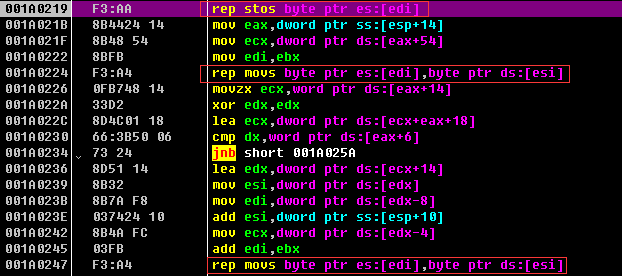 001A0219 F3:AA rep stos byte ptr es:[edi]
001A021B 8B4424 14 mov eax,dword ptr ss:[esp+14]
001A021F 8B48 54 mov ecx,dword ptr ds:[eax+54]
001A0222 8BFB mov edi,ebx
001A0224 F3:A4 rep movs byte ptr es:[edi],byte ptr ds:[esi]
001A0226 0FB748 14 movzx ecx,word ptr ds:[eax+14]
001A022A 33D2 xor edx,edx
001A022C 8D4C01 18 lea ecx,dword ptr ds:[ecx+eax+18]
001A0230 66:3B50 06 cmp dx,word ptr ds:[eax+6]
001A0234 73 24 jnb short 001A025A
001A0236 8D51 14 lea edx,dword ptr ds:[ecx+14]
001A0239 8B32 mov esi,dword ptr ds:[edx]
001A023B 8B7A F8 mov edi,dword ptr ds:[edx-8]
001A023E 037424 10 add esi,dword ptr ss:[esp+10]
001A0242 8B4A FC mov ecx,dword ptr ds:[edx-4]
001A0245 03FB add edi,ebx
001A0247 F3:A4 rep movs byte ptr es:[edi],byte ptr ds:[esi]